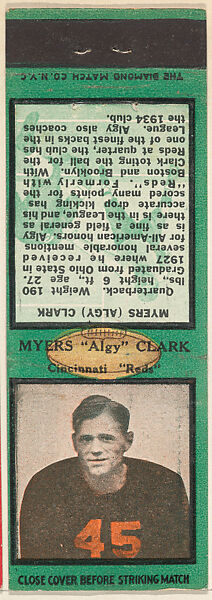 THE DIAMOND MATCH CO. N.Y.C
MYERS (ALGY) CLARK
Quarterback. Weight 190
lbs., height 6 ft. age 27.
Graduated from Ohio State in
1927 where he received
several honorable mentions
for All-American honors. Algy
is as fine a field general as
there is in the League, and his
accurate drop kicking has
scored many points for the
"Reds". Formerly with
Boston and Brooklyn. With
Clark toting the ball for the
Reds at quarter, the club has
one of the finest backs in the
League. Algy also coaches
the 1934 club.
MYERS "Algy" CLARK
Cincinnati "Reds"
45
CLOSE COVER BEFORE STRIKING MATCH